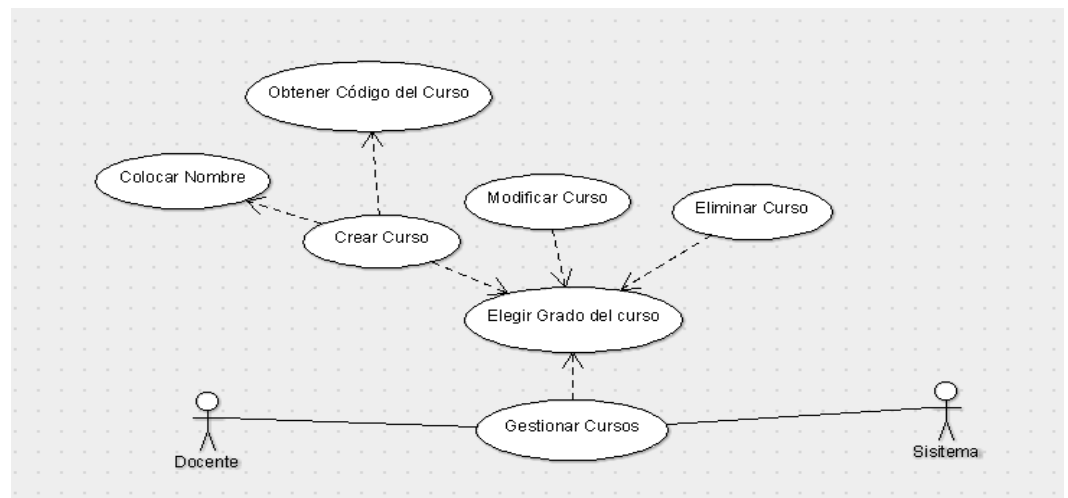 Obtener Código del Curso
Colocar Nombre
Modificar Curso
Eliminar Curso
Crear Curso
Elegir Grado del curso
Gestionar Cursos
Docente
Sisitema